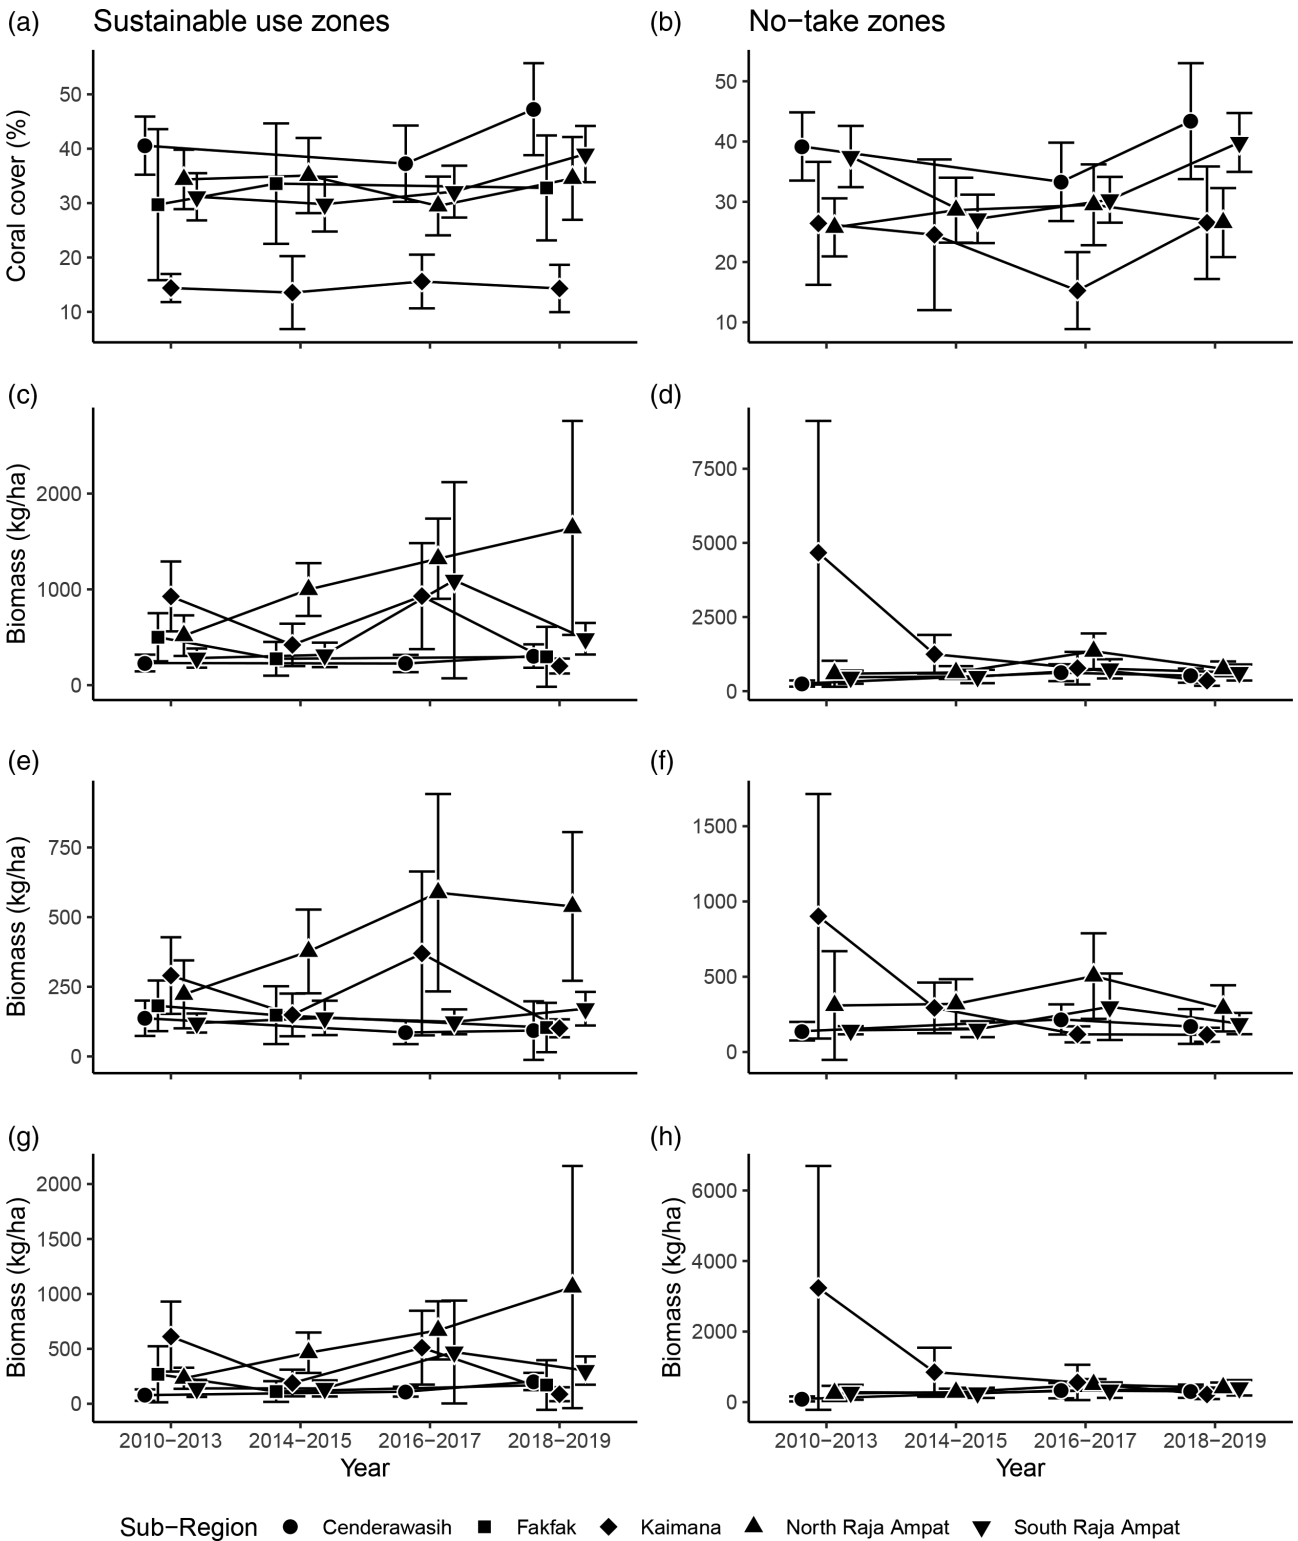 (a) Sustainable use zones
(b) No−take zones
Coral cover (%)
50
40
30
20
10
50
40
30
20
10
(c)
(d)
Biomass (kg/ha)
2000
1000
0
7500
5000
2500
0
(e)
(f)
Biomass (kg/ha)
750
500
250
0
1500
1000
500
0
(g)
(h)
Biomass (kg/ha)
2000
1500
1000
500
0
Biomass (kg/ha)
6000
4000
2000
0
2010−2013 2014−2015 2016−2017 2018−2019
2010−2013 2014−2015 2016−2017 2018−2019
Year
Year
Sub−Region Cenderawasih Fakfak Kaimana North Raja Ampat South Raja Ampat